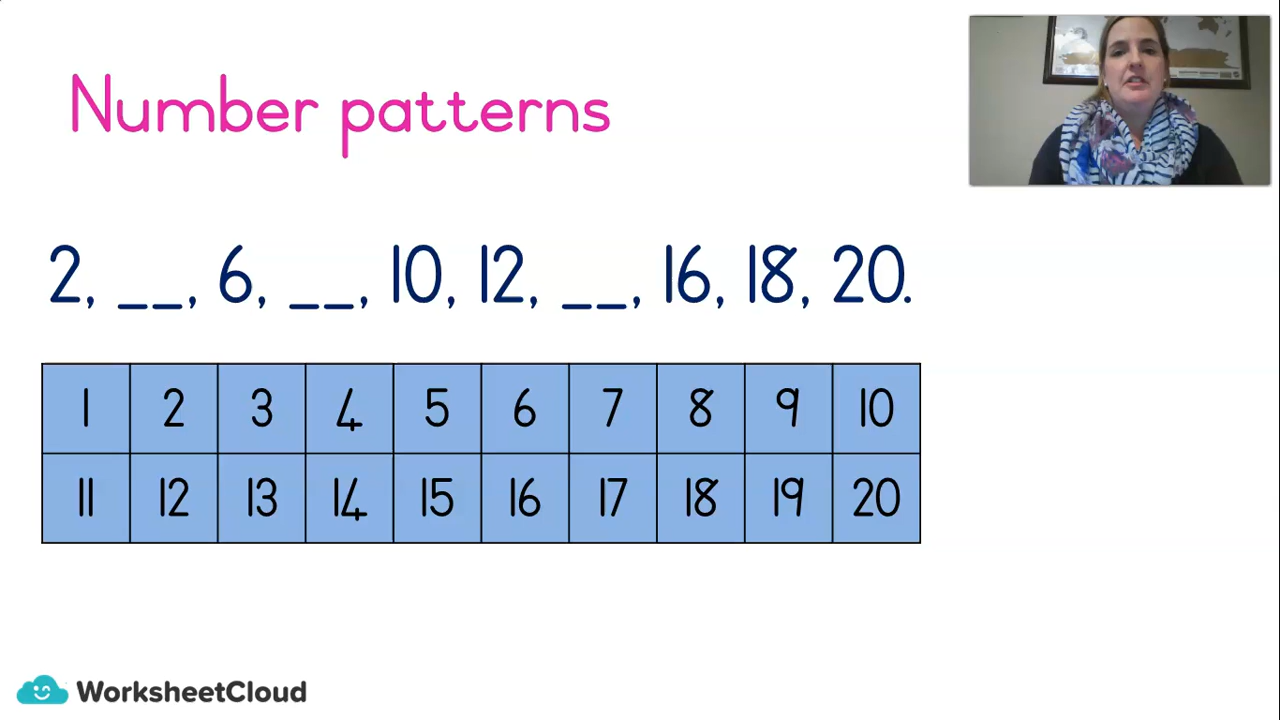 Number patterns
2, __, 6, __, 10, 12, __, 16, 18, 20.
1 2 3 4 5 6 7 8 9 10
11 12 13 14 15 16 17 18 19 20
WorksheetCloud